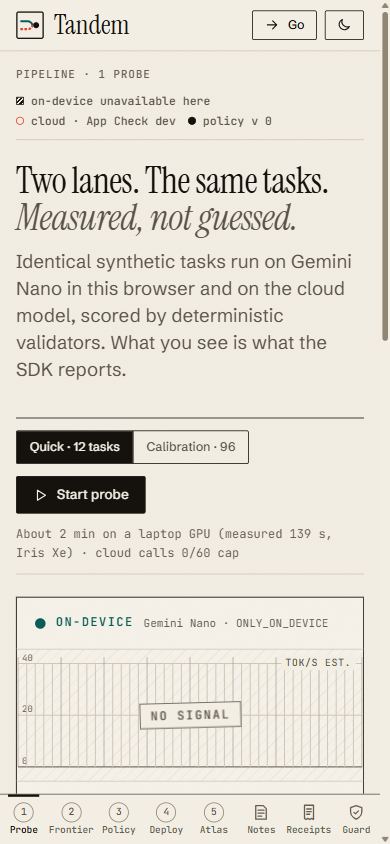 Tandem
Go
PIPELINE · 1 PROBE
on-device unavailable here
cloud · App Check dev
policy v 0
Two lanes. The same tasks.
Measured, not guessed.
Identical synthetic tasks run on Gemini
Nano in this browser and on the cloud
model, scored by deterministic
validators. What you see is what the
SDK reports.
Quick · 12 tasks
Calibration · 96
Start probe
About 2 min on a laptop GPU (measured 139 s,
Iris Xe) · cloud calls 0/60 cap
ON-DEVICE Gemini Nano · ONLY_ON_DEVICE
40
TOK/S EST.
20
NO SIGNAL
0
1
Probe
2
Frontier
3
Policy
4
Deploy
5
Atlas
Notes
Receipts
Guard